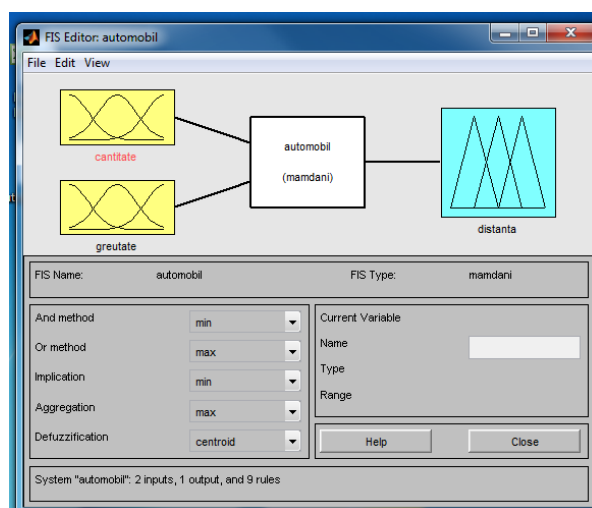 FIS Editor: automobil
File Edit View
cantitate
greutate
automobil
(mamdani)
distanta
FIS Name: automobil FIS Type: mamdani
And method min
Or method max
Implication min
Aggregation max
Defuzzification centroid
Current Variable
Name
Type
Range
Help Close
System "automobil": 2 inputs, 1 output, and 9 rules